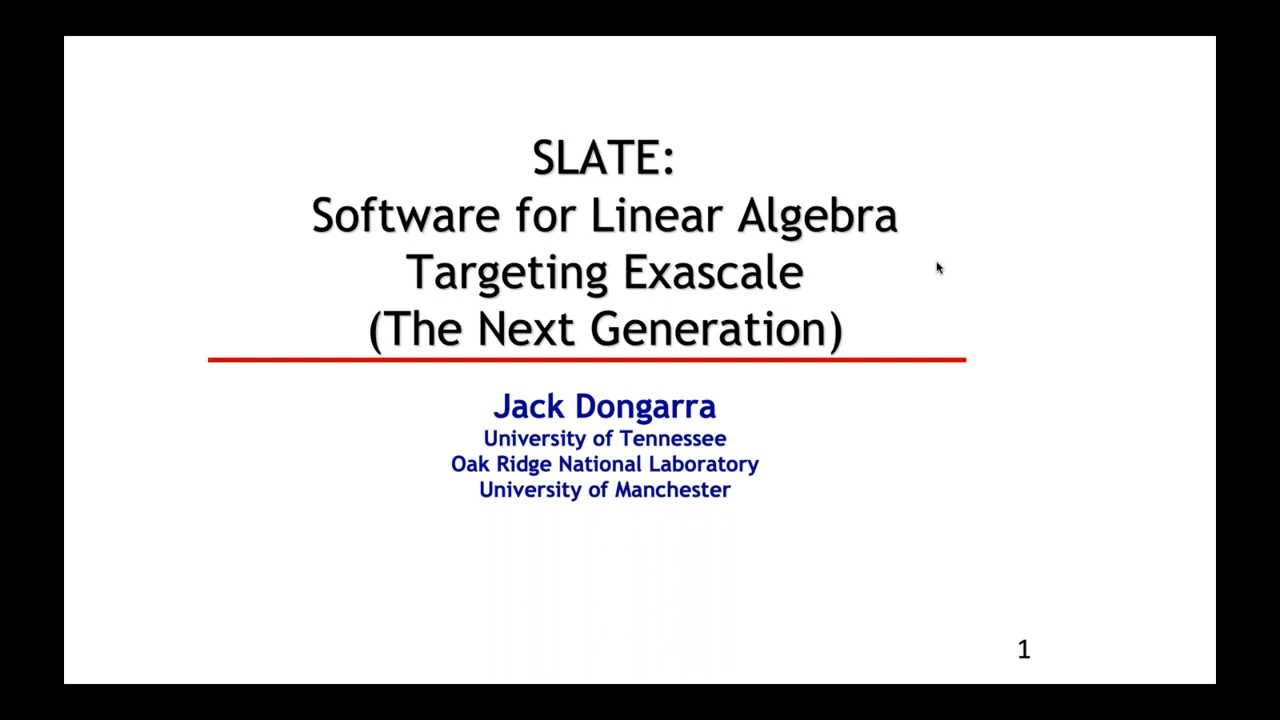 SLATE:
Software for Linear Algebra
Targeting Exascale
(The Next Generation)
Jack Dongarra
University of Tennessee
Oak Ridge National Laboratory
University of Manchester
1